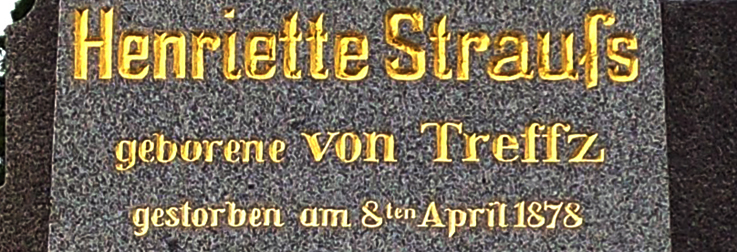 Henriette Strauſs
geborene von Treffz
gestorben am 8ten April 1878